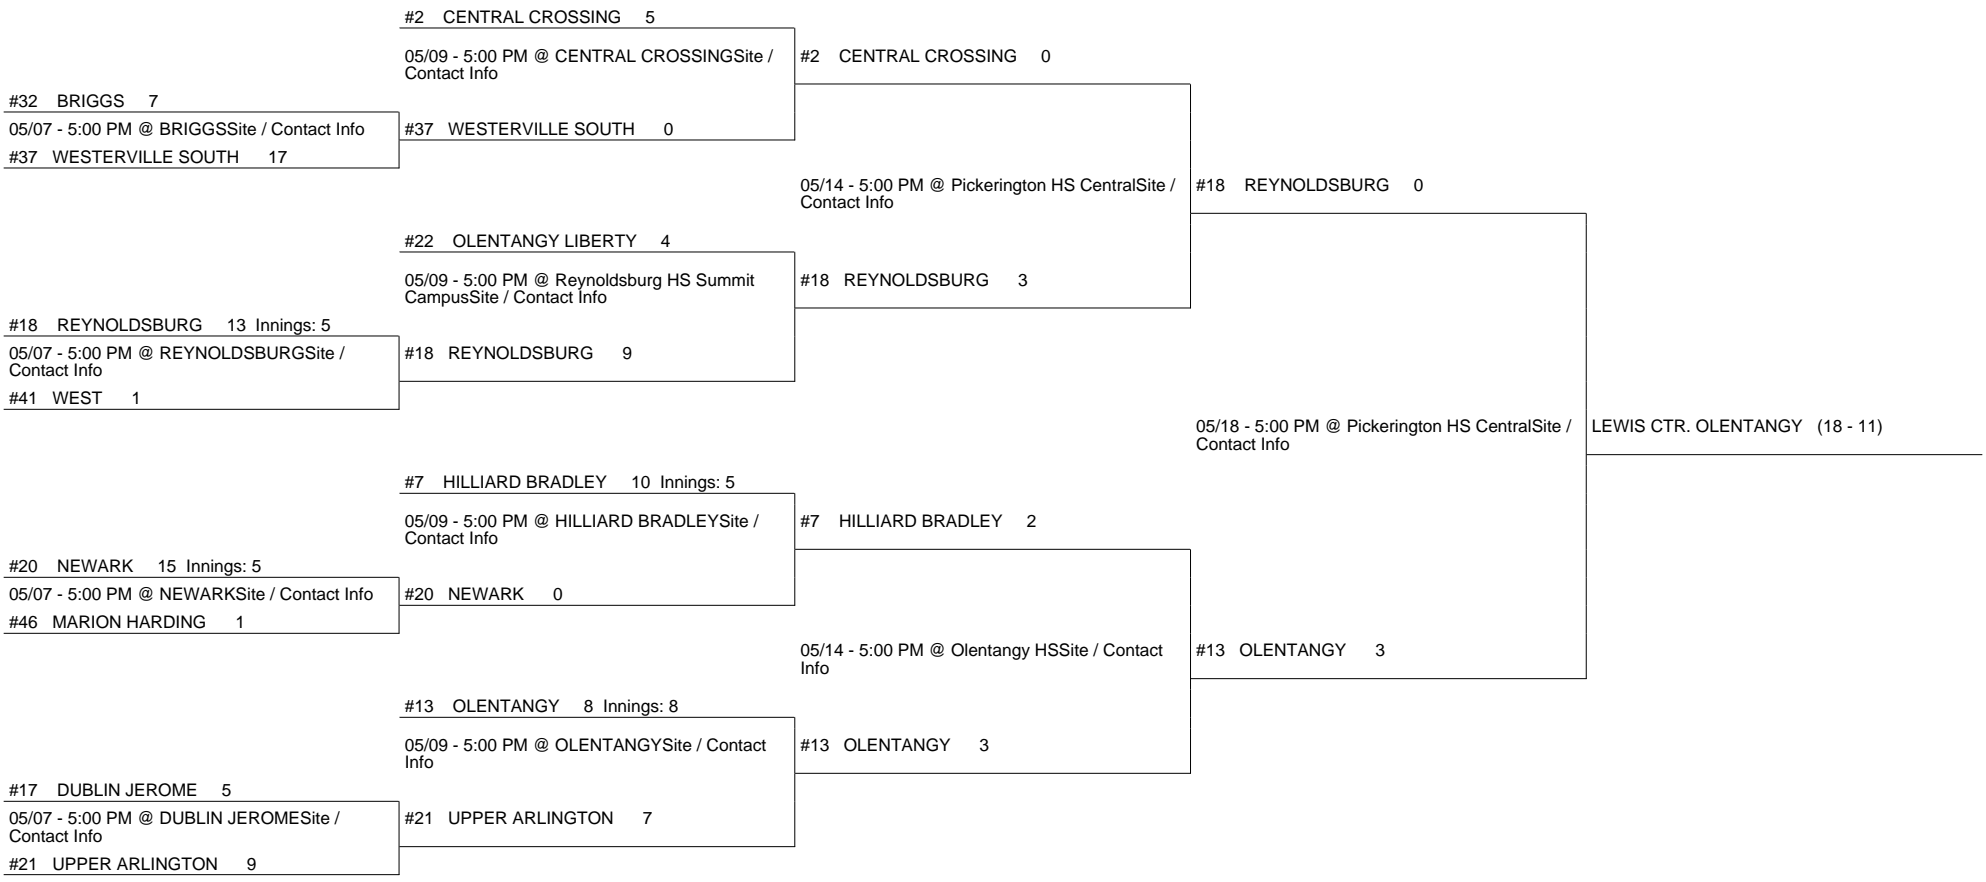 #2 CENTRAL CROSSING 5
05/09 - 5:00 PM @ CENTRAL CROSSINGSite /
Contact Info
#2 CENTRAL CROSSING 0
#32 BRIGGS 7
05/07 - 5:00 PM @ BRIGGSSite / Contact Info
#37 WESTERVILLE SOUTH 0
#37 WESTERVILLE SOUTH 17
05/14 - 5:00 PM @ Pickerington HS CentralSite /
Contact Info
#18 REYNOLDSBURG 0
#22 OLENTANGY LIBERTY 4
05/09 - 5:00 PM @ Reynoldsburg HS Summit
CampusSite / Contact Info
#18 REYNOLDSBURG 3
#18 REYNOLDSBURG 13 Innings: 5
05/07 - 5:00 PM @ REYNOLDSBURGSite /
Contact Info
#18 REYNOLDSBURG 9
#41 WEST 1
05/18 - 5:00 PM @ Pickerington HS CentralSite /
Contact Info
LEWIS CTR. OLENTANGY (18 - 11)
#7 HILLIARD BRADLEY 10 Innings: 5
05/09 - 5:00 PM @ HILLIARD BRADLEYSite /
Contact Info
#7 HILLIARD BRADLEY 2
#20 NEWARK 15 Innings: 5
05/07 - 5:00 PM @ NEWARKSite / Contact Info
#20 NEWARK 0
#46 MARION HARDING 1
05/14 - 5:00 PM @ Olentangy HSSite / Contact
Info
#13 OLENTANGY 3
#13 OLENTANGY 8 Innings: 8
05/09 - 5:00 PM @ OLENTANGYSite / Contact
Info
#13 OLENTANGY 3
#17 DUBLIN JEROME 5
05/07 - 5:00 PM @ DUBLIN JEROMESite /
Contact Info
#21 UPPER ARLINGTON 7
#21 UPPER ARLINGTON 9